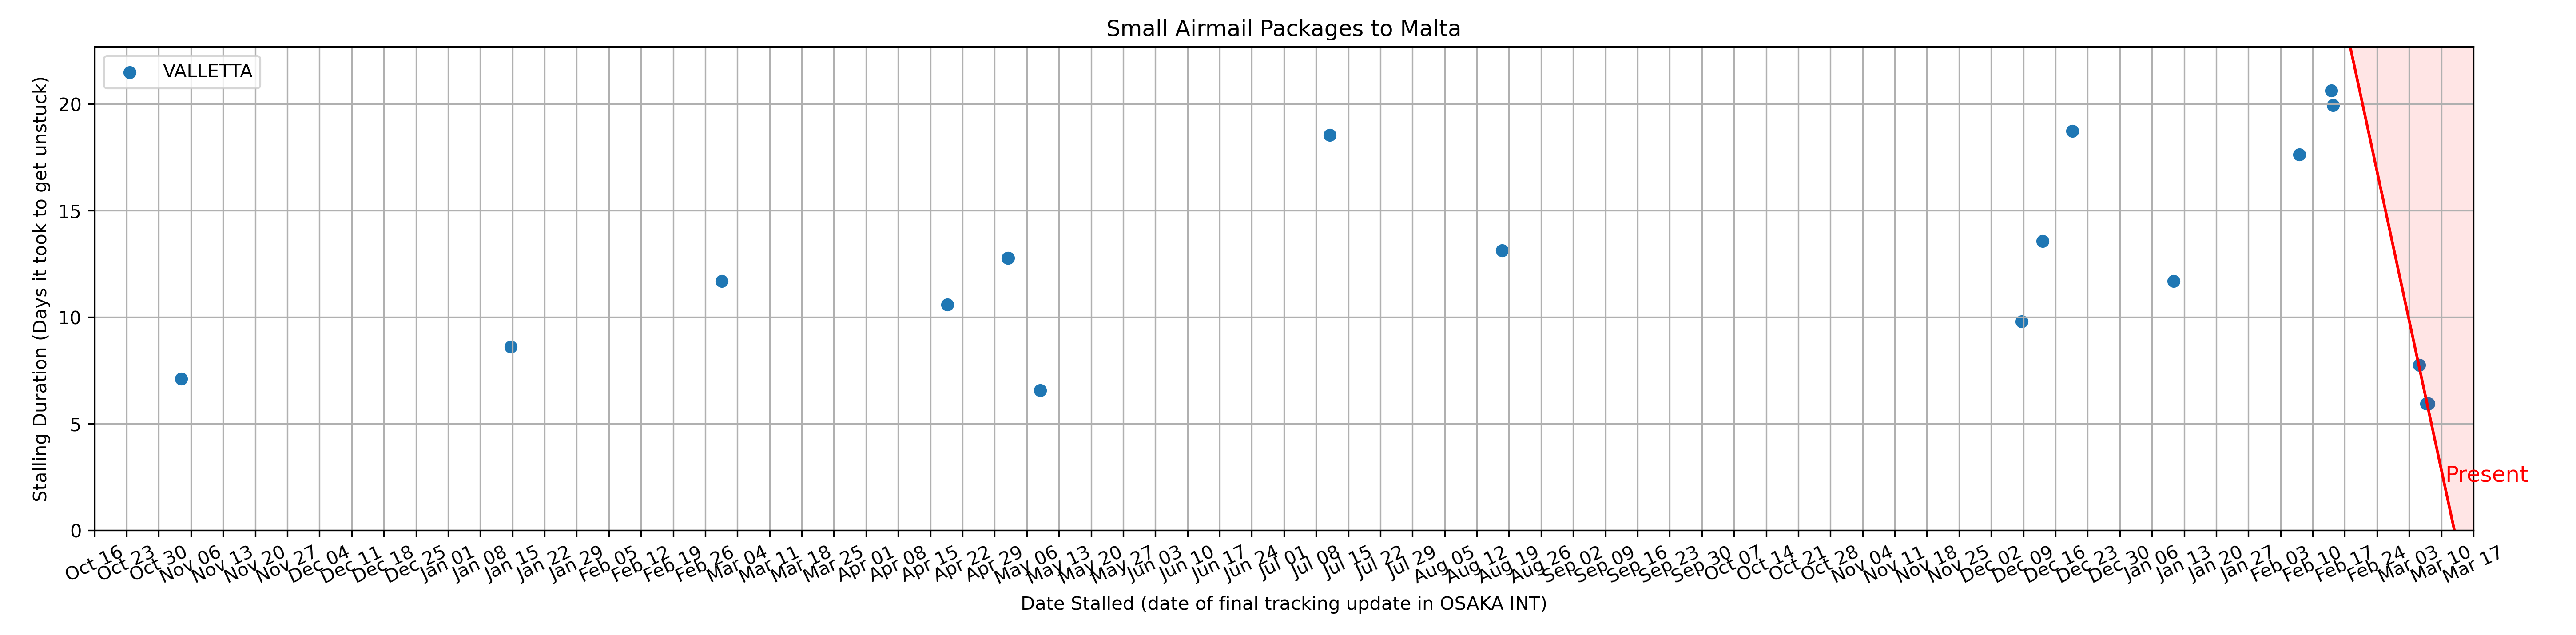 Small Airmail Packages to Malta
VALLETTA
Stalling Duration (Days it took to get unstuck)
20
15
10
5
0
Present
Oct 16 Oct 23 Oct 30 Nov 06 Nov 13 Nov 20 Nov 27 Dec 04 Dec 11 Dec 18 Dec 25 Jan 01 Jan 08 Jan 15 Jan 22 Jan 29 Feb 05 Feb 12 Feb 19 Feb 26 Mar 04 Mar 11 Mar 18 Mar 25 Apr 01 Apr 08 Apr 15 Apr 22 Apr 29 May 06 May 13 May 20 May 27 Jun 03 Jun 10 Jun 17 Jun 24 Jul 01 Jul 08 Jul 15 Jul 22 Jul 29 Aug 05 Aug 12 Aug 19 Aug 26 Sep 02 Sep 09 Sep 16 Sep 23 Sep 30 Oct 07 Oct 14 Oct 21 Oct 28 Nov 04 Nov 11 Nov 18 Nov 25 Dec 02 Dec 09 Dec 16 Dec 23 Dec 30 Jan 06 Jan 13 Jan 20 Jan 27 Feb 03 Feb 10 Feb 17 Feb 24 Mar 03 Mar 10 Mar 17
Date Stalled (date of final tracking update in OSAKA INT)